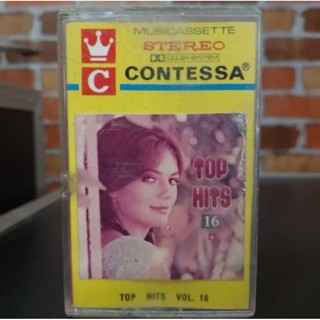 MUSICASSETTE
STEREO
DOLBY SYSTEM
C
CONTESSA®
TOP
HITS
16
TOP HITS VOL. 16